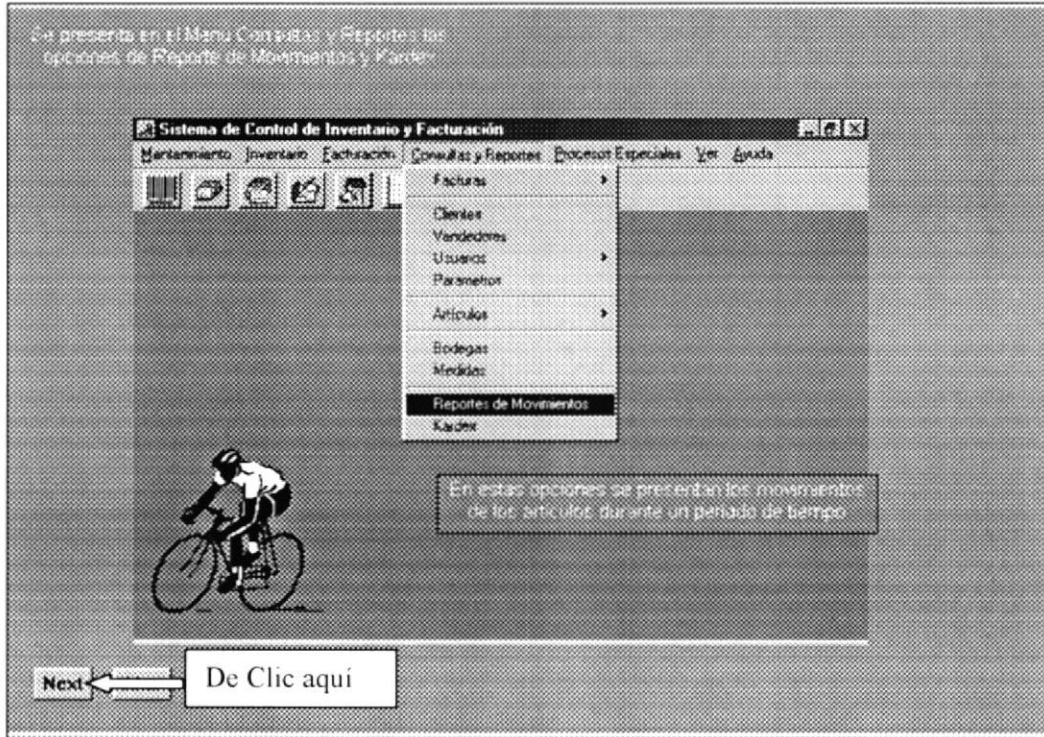 Se presenta en el Menú Consultas y Reportes las
opciones de Reporte de Movimientos y Kardex
Sistema de Control de Inventario y Facturación
Mantenimiento Inventario Facturación Consultas y Reportes Procesos Especiales Ver Ayuda
Facturas
Clientes
Vendedores
Usuarios
Parametros
Artículos
Bodegas
Medidas
Reportes de Movimientos
Kardex
En estas opciones se presentan los movimientos
de los artículos durante un periodo de tiempo
Next
De Clic aquí